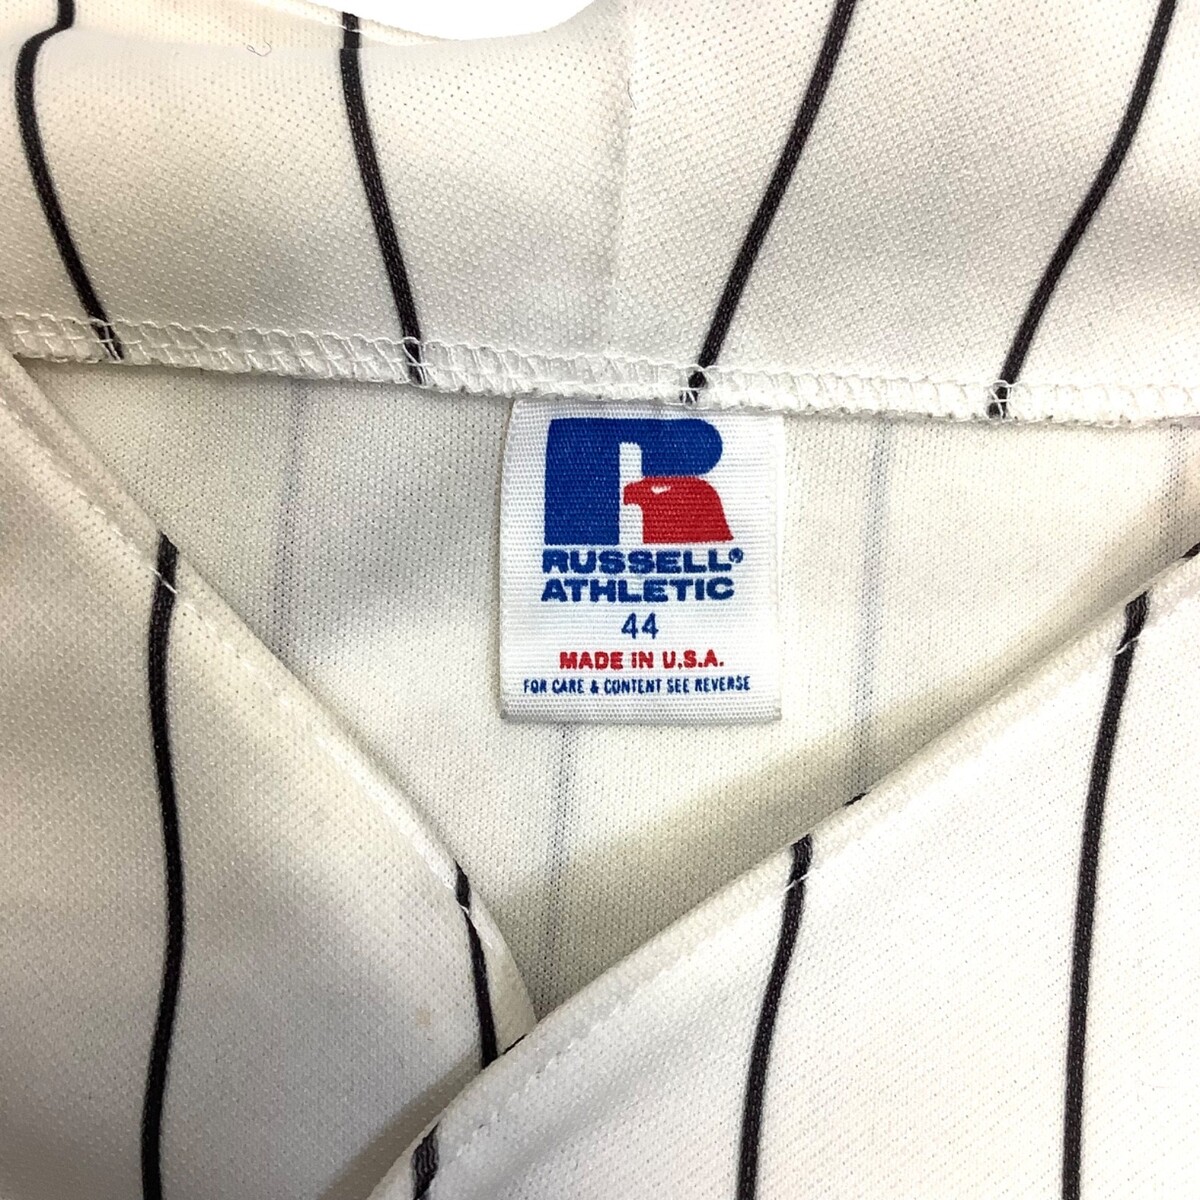 RUSSELL®
ATHLETIC
44
MADE IN U.S.A.
FOR CARE & CONTENT SEE REVERSE